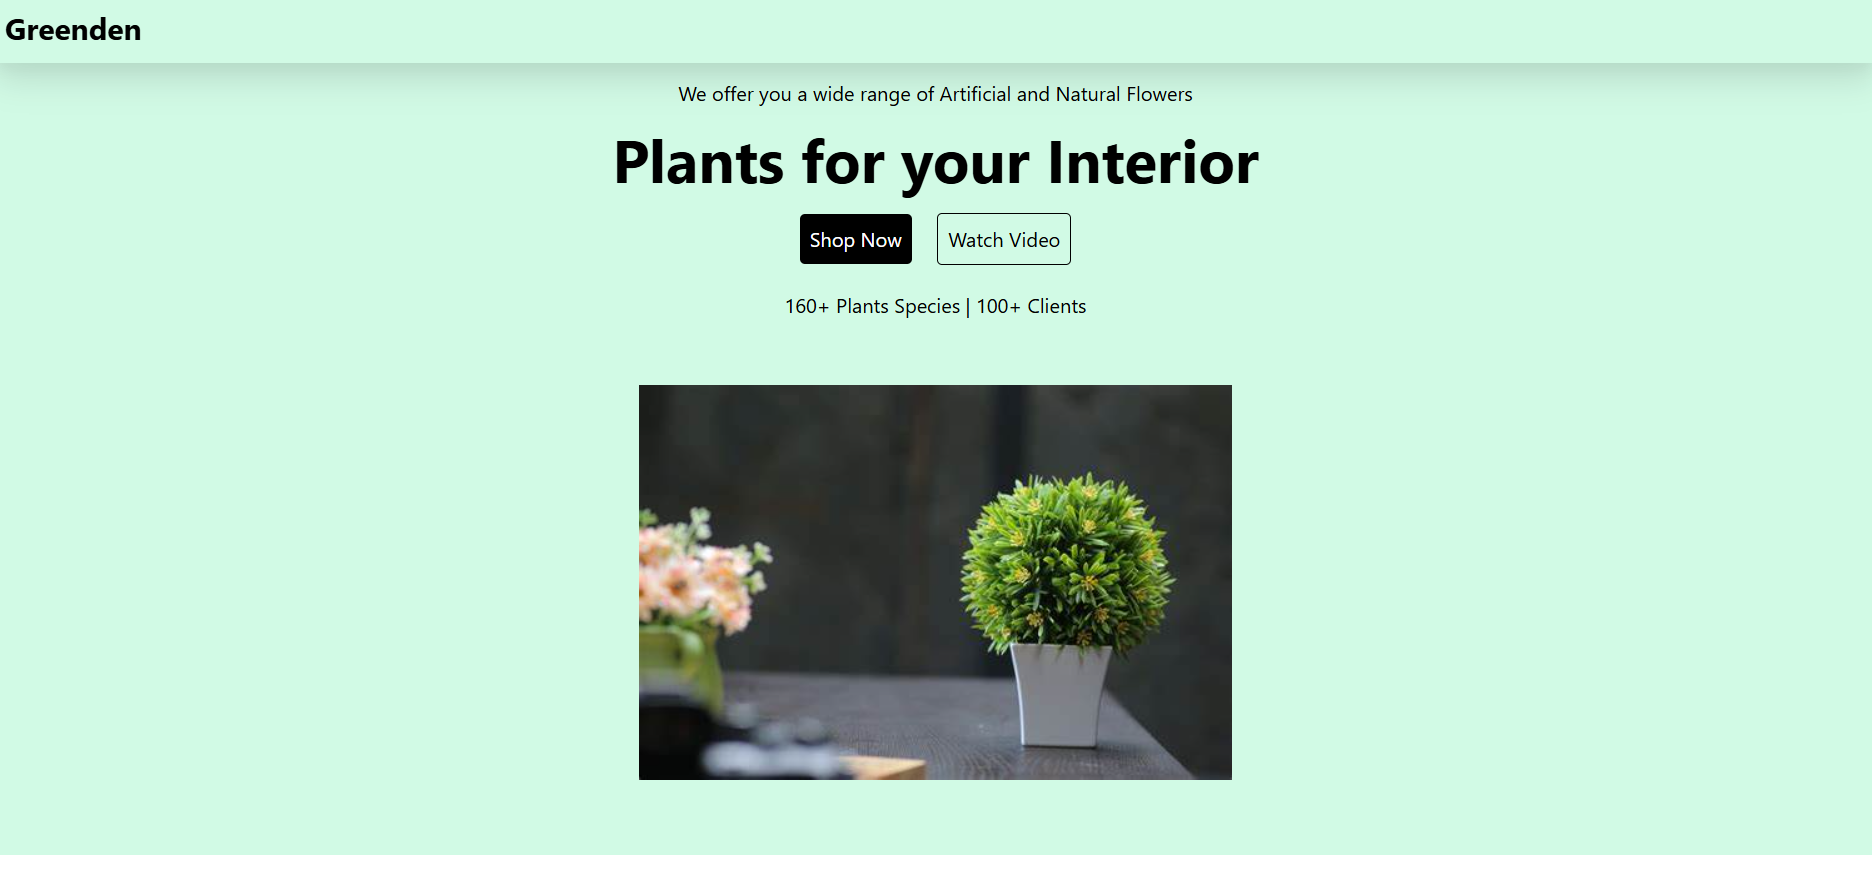 Greenden
We offer you a wide range of Artificial and Natural Flowers
Plants for your Interior
Shop Now
Watch Video
160+ Plants Species | 100+ Clients